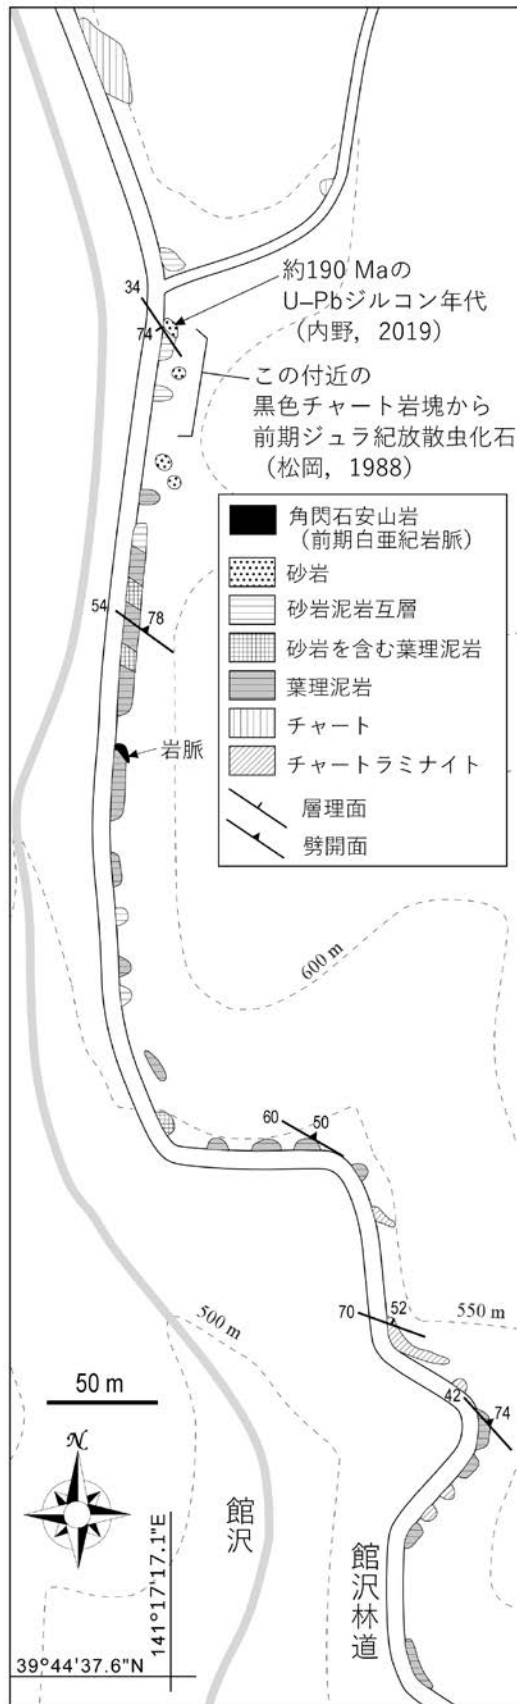 34
約190 Maの
U–Pbジルコン年代
（内野，2019）
74
この付近の
黒色チャート岩塊から
前期ジュラ紀放散虫化石
（松岡，1988）
角閃石安山岩
（前期白亜紀岩脈）
砂岩
砂岩泥岩互層
54
78
砂岩を含む葉理泥岩
葉理泥岩
チャート
岩脈
チャートラミナイト
層理面
劈開面
600 m
60
50
70
52
500 m
550 m
50 m
42
74
N
館沢
館沢林道
141°17'17.1"E
39°44'37.6"N